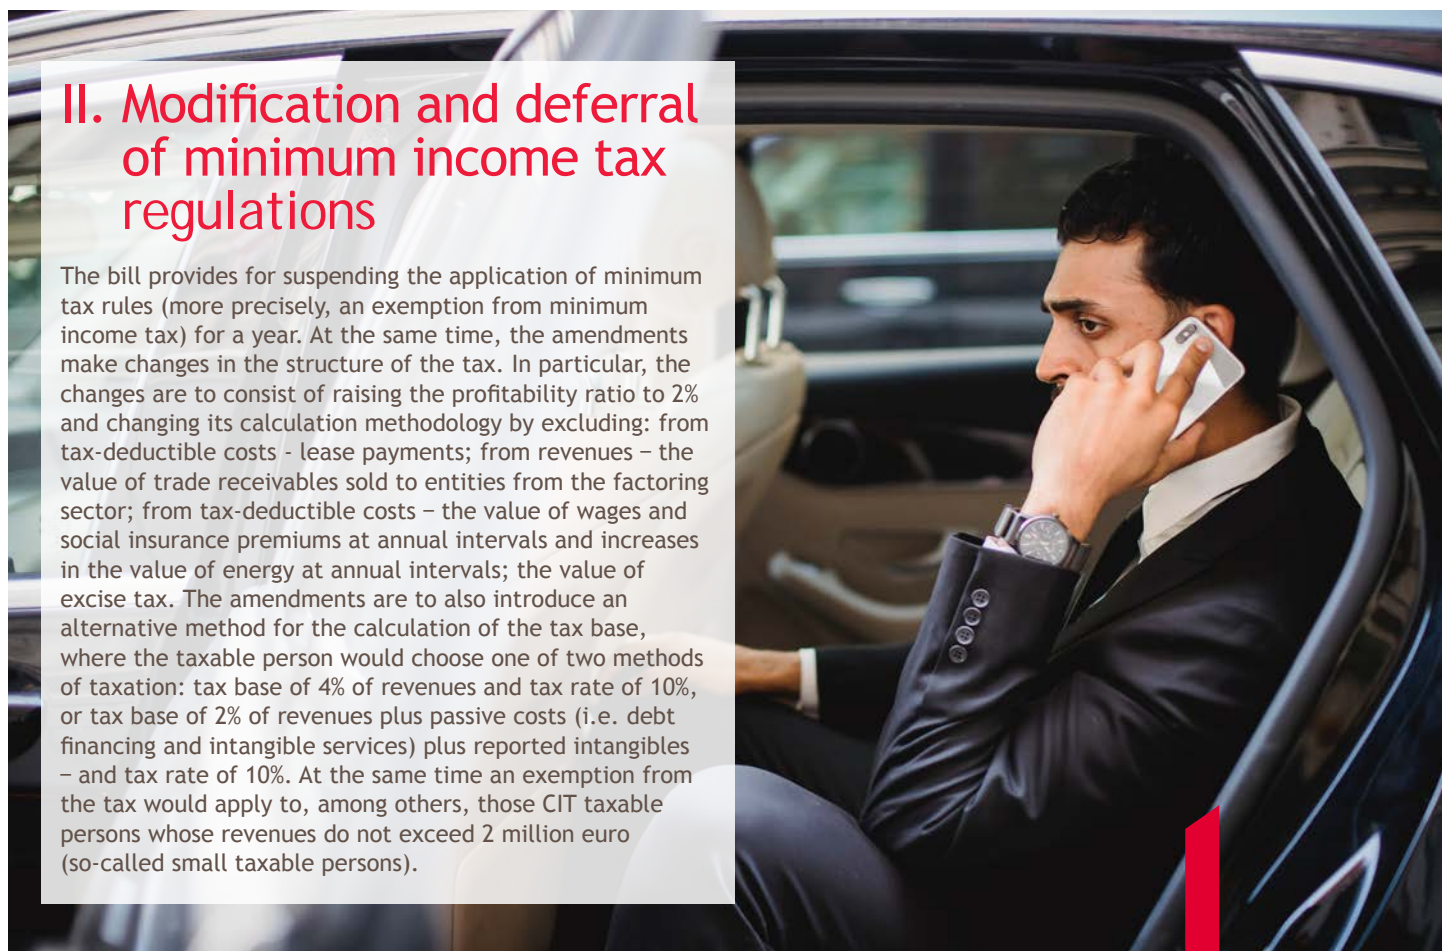 II. Modification and deferral
of minimum income tax
regulations
The bill provides for suspending the application of minimum
tax rules (more precisely, an exemption from minimum
income tax) for a year. At the same time, the amendments
make changes in the structure of the tax. In particular, the
changes are to consist of raising the profitability ratio to 2%
and changing its calculation methodology by excluding: from
tax-deductible costs - lease payments; from revenues – the
value of trade receivables sold to entities from the factoring
sector; from tax-deductible costs – the value of wages and
social insurance premiums at annual intervals and increases
in the value of energy at annual intervals; the value of
excise tax. The amendments are to also introduce an
alternative method for the calculation of the tax base,
where the taxable person would choose one of two methods
of taxation: tax base of 4% of revenues and tax rate of 10%,
or tax base of 2% of revenues plus passive costs (i.e. debt
financing and intangible services) plus reported intangibles
– and tax rate of 10%. At the same time an exemption from
the tax would apply to, among others, those CIT taxable
persons whose revenues do not exceed 2 million euro
(so-called small taxable persons).